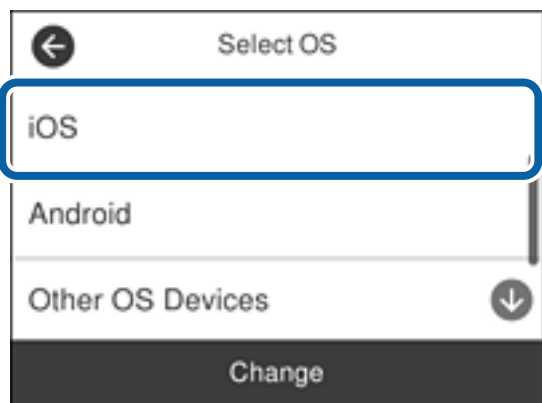 Select OS
iOS
Android
Other OS Devices
Change